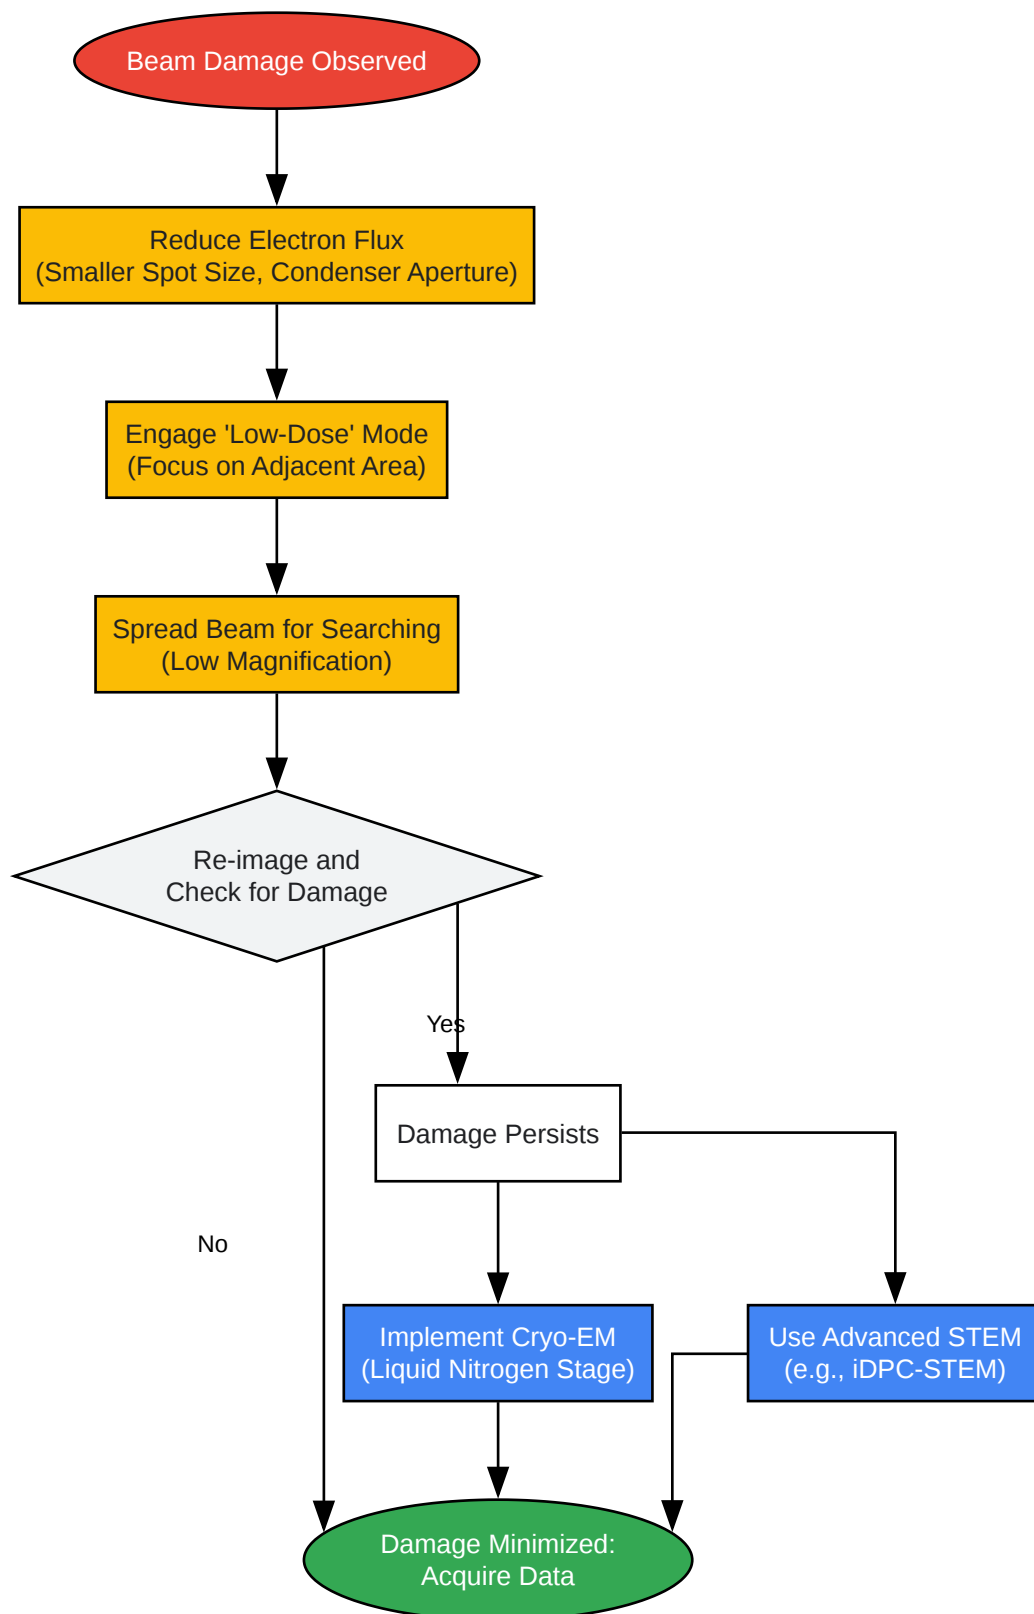 Beam Damage Observed
Reduce Electron Flux
(Smaller Spot Size, Condenser Aperture)
Engage 'Low-Dose' Mode
(Focus on Adjacent Area)
Spread Beam for Searching
(Low Magnification)
Re-image and
Check for Damage
Yes
Damage Persists
No
Implement Cryo-EM
(Liquid Nitrogen Stage)
Use Advanced STEM
(e.g., iDPC-STEM)
Damage Minimized:
Acquire Data